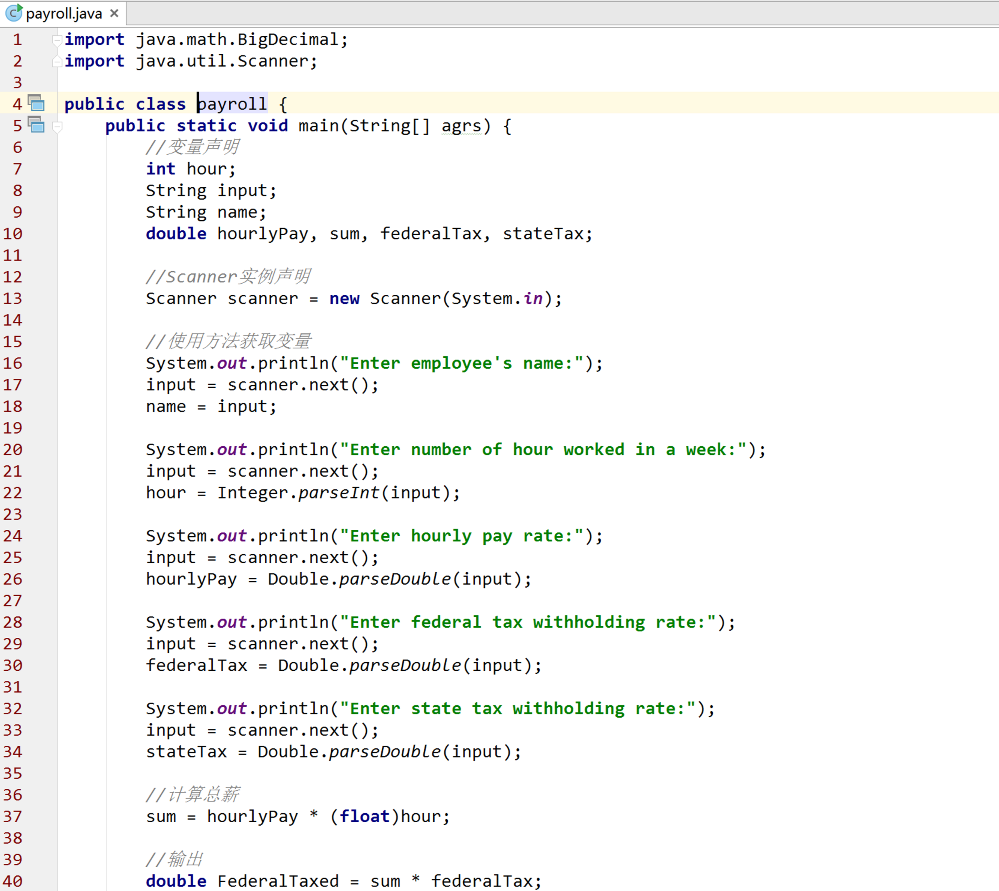 payroll.java
1 import java.math.BigDecimal;
2 import java.util.Scanner;
3
4 public class payroll {
5 public static void main(String[] agrs) {
6 //变量声明
7 int hour;
8 String input;
9 String name;
10 double hourlyPay, sum, federalTax, stateTax;
11
12 //Scanner实例声明
13 Scanner scanner = new Scanner(System.in);
14
15 //使用方法获取变量
16 System.out.println("Enter employee's name:");
17 input = scanner.next();
18 name = input;
19
20 System.out.println("Enter number of hour worked in a week:");
21 input = scanner.next();
22 hour = Integer.parseInt(input);
23
24 System.out.println("Enter hourly pay rate:");
25 input = scanner.next();
26 hourlyPay = Double.parseDouble(input);
27
28 System.out.println("Enter federal tax withholding rate:");
29 input = scanner.next();
30 federalTax = Double.parseDouble(input);
31
32 System.out.println("Enter state tax withholding rate:");
33 input = scanner.next();
34 stateTax = Double.parseDouble(input);
35
36 //计算总薪
37 sum = hourlyPay * (float)hour;
38
39 //输出
40 double FederalTaxed = sum * federalTax;